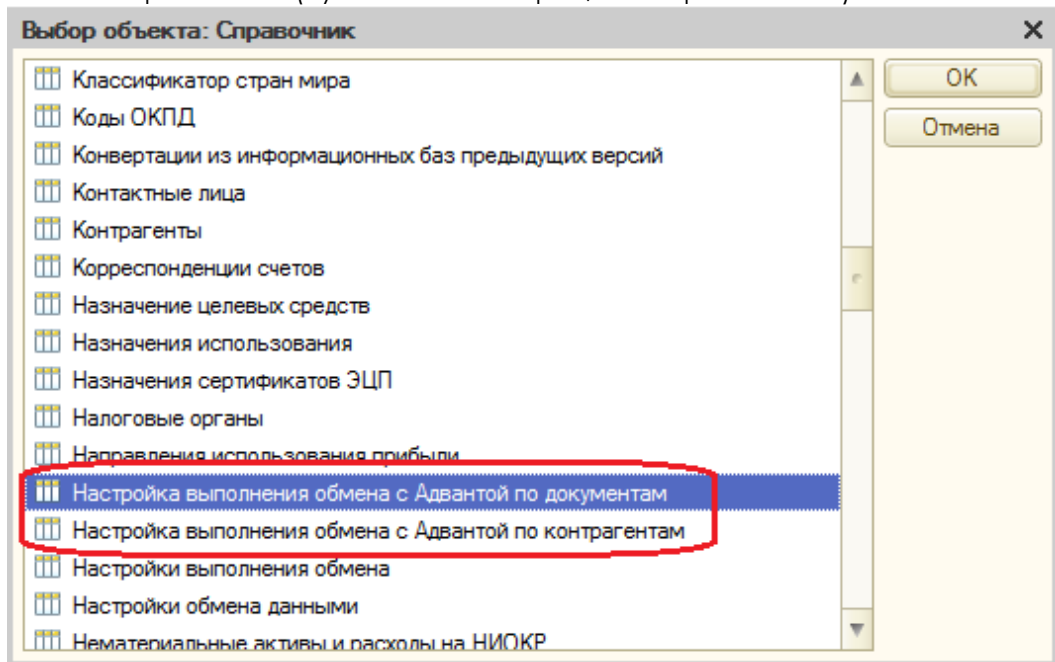 Выбор объекта: Справочник
Классификатор стран мира
Коды ОКПД
Конвертации из информационных баз предыдущих версий
Контактные лица
Контрагенты
Корреспонденции счетов
Назначение целевых средств
Назначения использования
Назначения сертификатов ЭЦП
Налоговые органы
Направления использования прибыли
Настройка выполнения обмена с Адвантой по документам
Настройка выполнения обмена с Адвантой по контрагентам
Настройки выполнения обмена
Настройки обмена данными
Нематериальные активы и расходы на НИОКР
ОК
Отмена